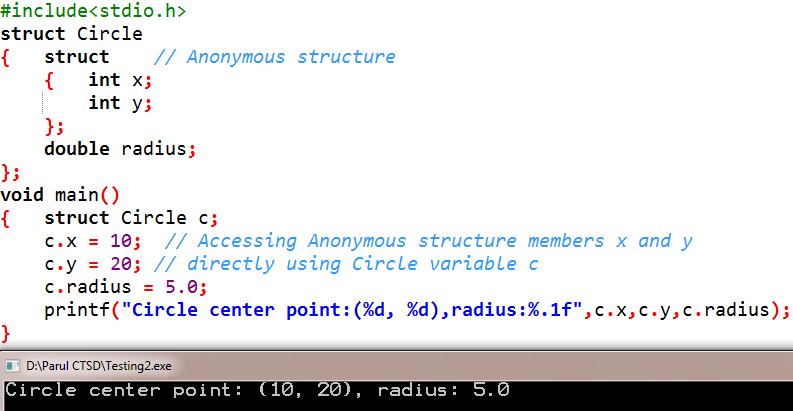 #include<stdio.h>
struct Circle
{   struct    // Anonymous structure
    {   int x;
        int y;
    };
    double radius;
};
void main()
{   struct Circle c;
    c.x = 10;  // Accessing Anonymous structure members x and y
    c.y = 20; // directly using Circle variable c
    c.radius = 5.0;
    printf("Circle center point:(%d, %d),radius:%.1f",c.x,c.y,c.radius);
}
D:\Parul CTSD\Testing2.exe
Circle center point: (10, 20), radius: 5.0